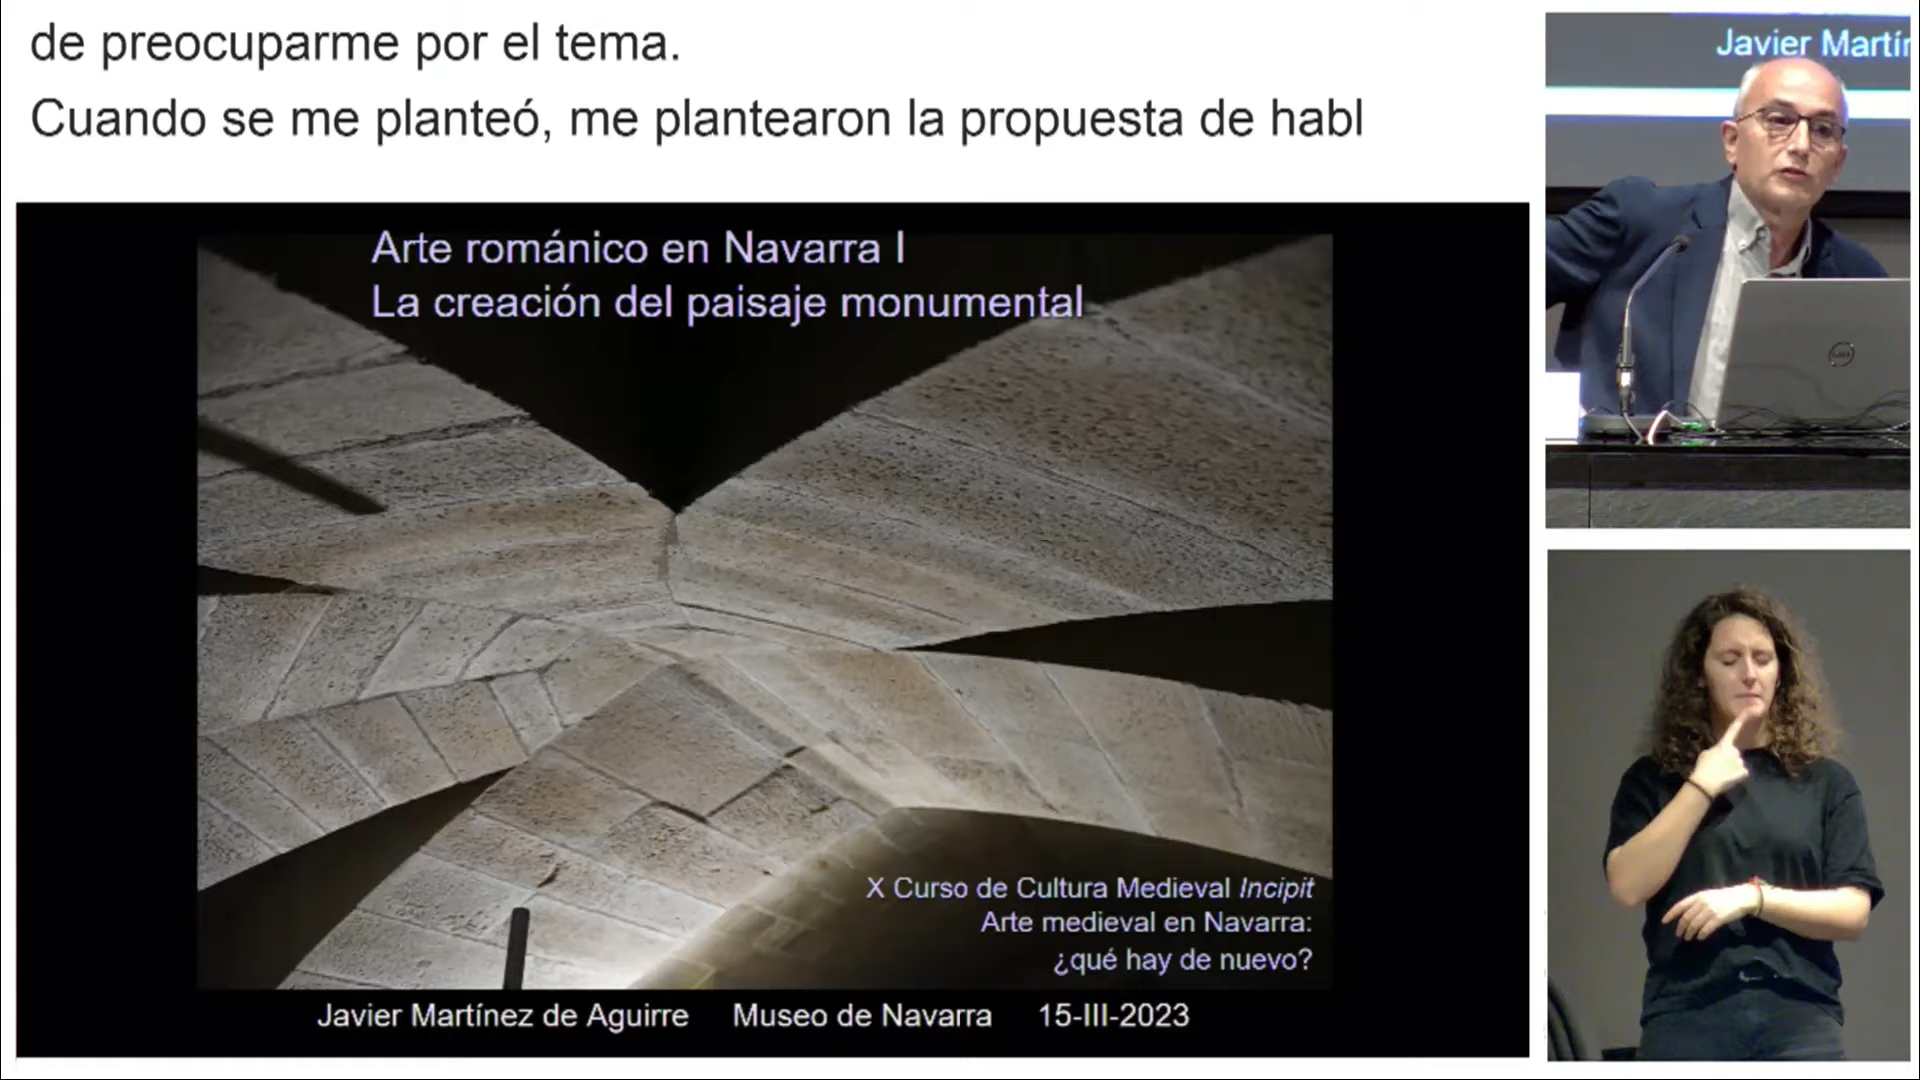 de preocuparme por el tema.
Cuando se me planteó, me plantearon la propuesta de habl
Javier Martín
Arte románico en Navarra I
La creación del paisaje monumental
X Curso de Cultura Medieval Incipit
Arte medieval en Navarra:
¿qué hay de nuevo?
Javier Martínez de Aguirre Museo de Navarra 15-III-2023
DELL